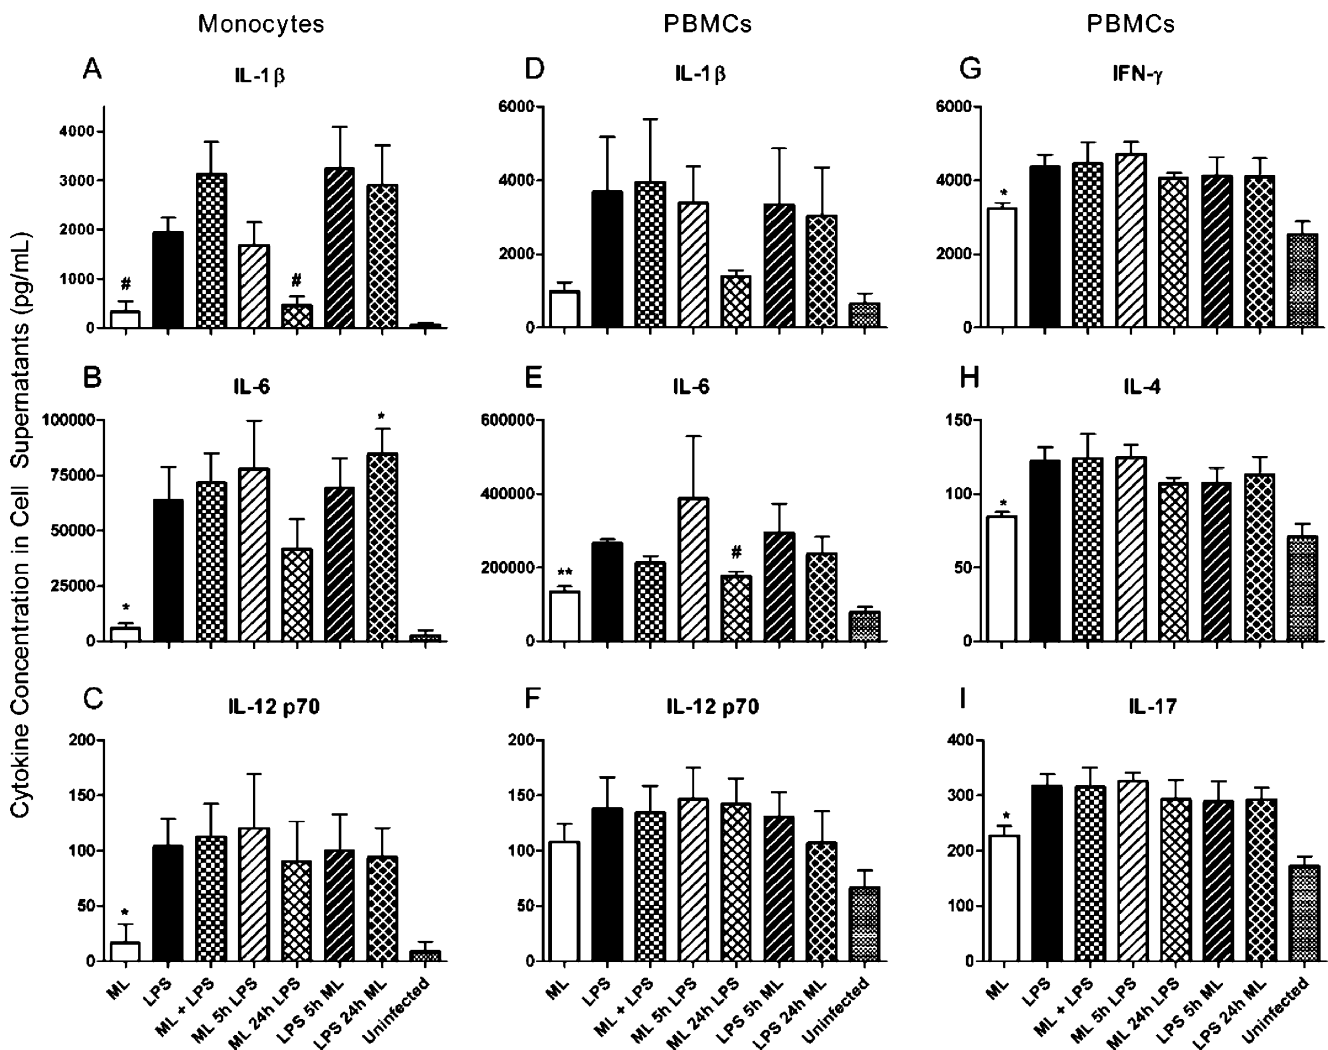 Monocytes
PBMCs
PBMCs
Cytokine Concentration in Cell Supernatants (pg/mL)
A
IL-1β
4000
3000
2000
1000
0
#
#
D
IL-1β
6000
4000
2000
0
G
IFN-γ
6000
4000
2000
0
*
B
IL-6
100000
75000
50000
25000
0
*
*
E
IL-6
600000
400000
200000
0
**
#
H
IL-4
150
100
50
0
*
C
IL-12 p70
200
150
100
50
0
*
F
IL-12 p70
200
150
100
50
0
I
IL-17
400
300
200
100
0
*
ML
LPS
ML + LPS
ML 5h LPS
ML 24h LPS
LPS 5h ML
LPS 24h ML
Uninfected
ML
LPS
ML + LPS
ML 5h LPS
ML 24h LPS
LPS 5h ML
LPS 24h ML
Uninfected
ML
LPS
ML + LPS
ML 5h LPS
ML 24h LPS
LPS 5h ML
LPS 24h ML
Uninfected